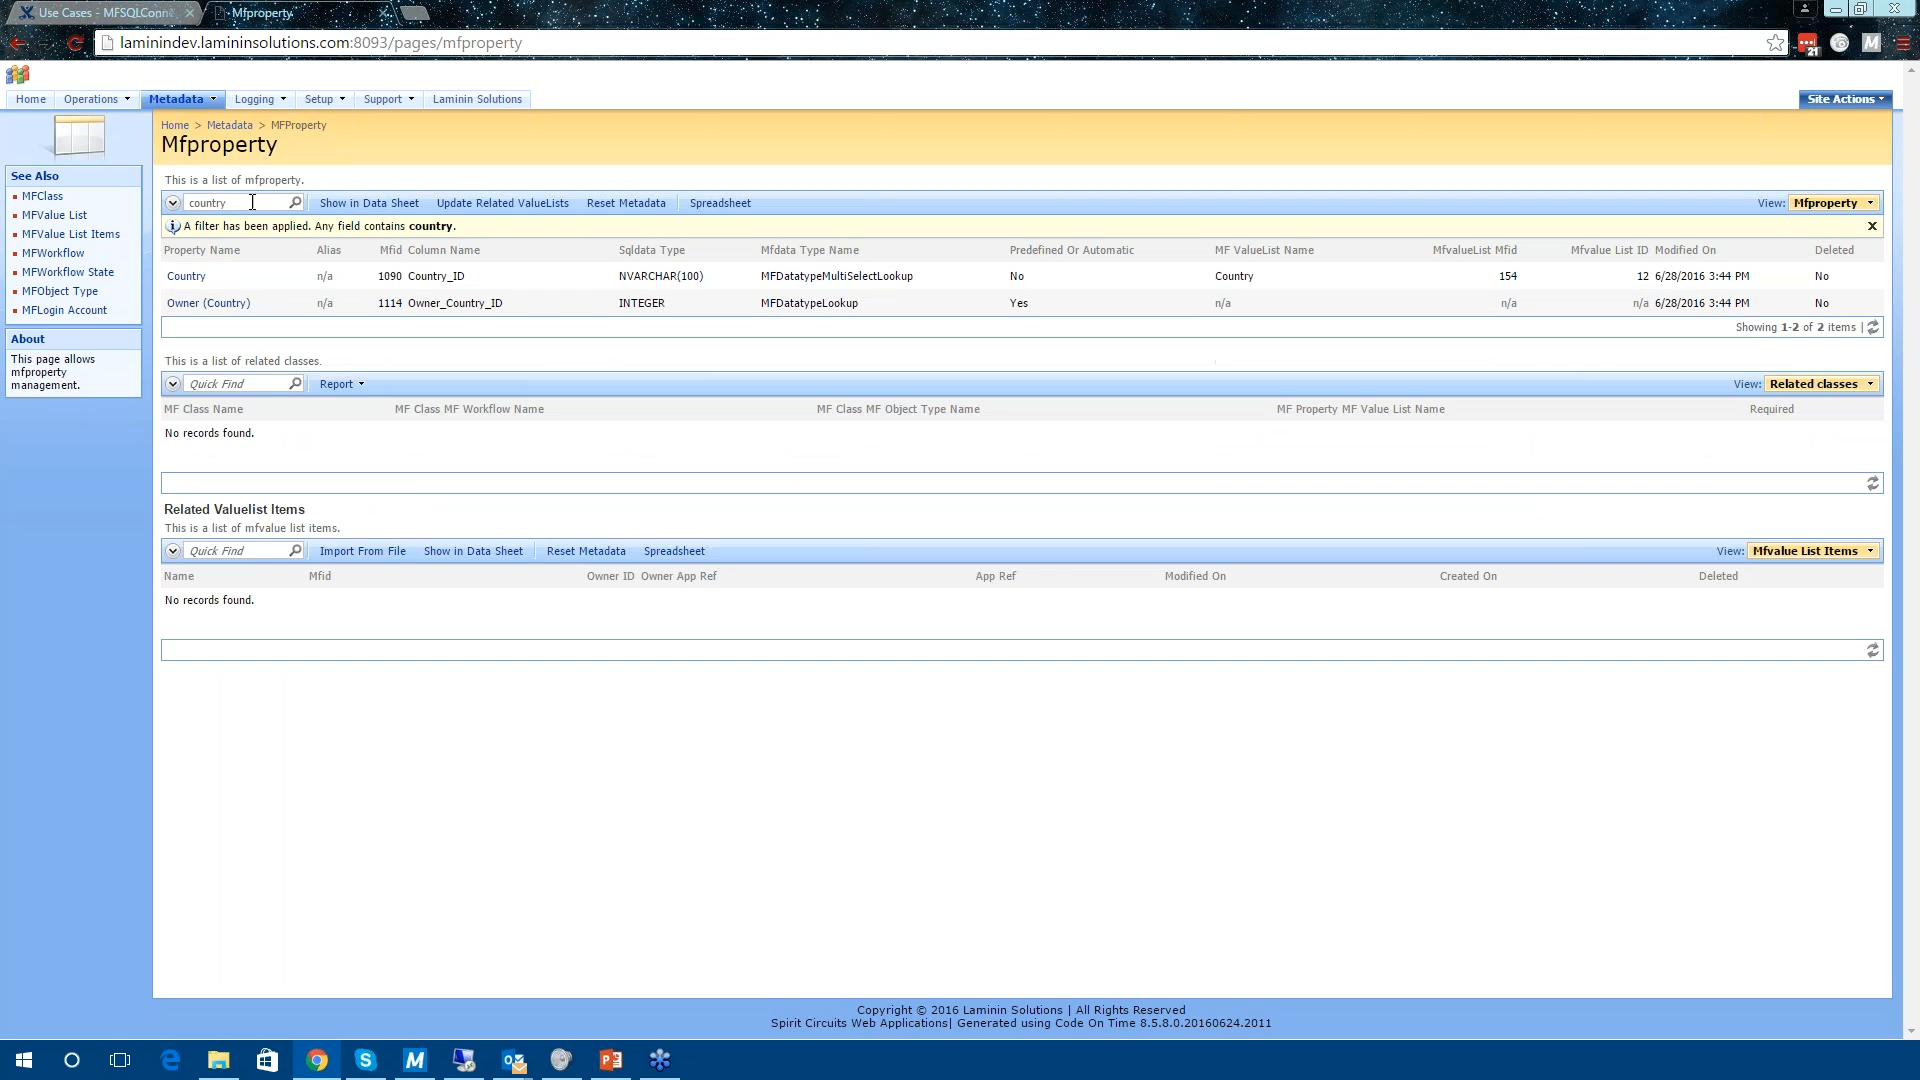 Use Cases - MFSQLConne
Mfproperty
laminindev.lamininsolutions.com:8093/pages/mfproperty
21
Home Operations Metadata Logging Setup Support Laminin Solutions
Site Actions
See Also
MFClass
MFValue List
MFValue List Items
MFWorkflow
MFWorkflow State
MFObject Type
MFLogin Account
About
This page allows
mfproperty
management.
Home > Metadata > MFProperty
Mfproperty
This is a list of mfproperty.
country Show in Data Sheet Update Related ValueLists Reset Metadata Spreadsheet View: Mfproperty
A filter has been applied. Any field contains country. X
Property Name Alias Mfid Column Name Sqldata Type Mfdata Type Name Predefined Or Automatic MF ValueList Name MfvalueList Mfid Mfvalue List ID Modified On Deleted
Country n/a 1090 Country_ID NVARCHAR(100) MFDatatypeMultiSelectLookup No Country 154 12 6/28/2016 3:44 PM No
Owner (Country) n/a 1114 Owner_Country_ID INTEGER MFDatatypeLookup Yes n/a n/a n/a 6/28/2016 3:44 PM No
Showing 1-2 of 2 items |
This is a list of related classes.
Quick Find Report View: Related classes
MF Class Name MF Class MF Workflow Name MF Class MF Object Type Name MF Property MF Value List Name Required
No records found.
Related Valuelist Items
This is a list of mfvalue list items.
Quick Find Import From File Show in Data Sheet Reset Metadata Spreadsheet View: Mfvalue List Items
Name Mfid Owner ID Owner App Ref App Ref Modified On Created On Deleted
No records found.
Copyright © 2016 Laminin Solutions | All Rights Reserved
Spirit Circuits Web Applications| Generated using Code On Time 8.5.8.0.20160624.2011